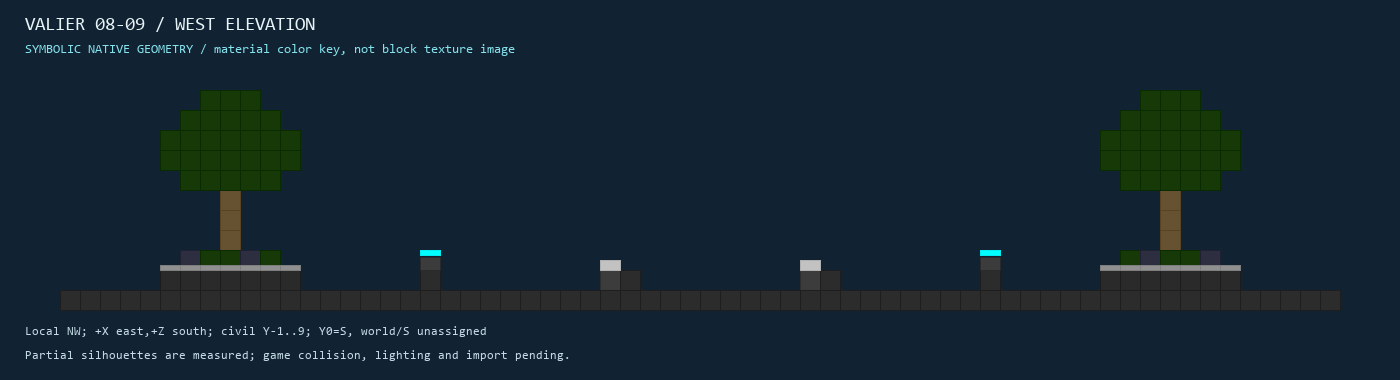 VALIER 08-09 / WEST ELEVATION
SYMBOLIC NATIVE GEOMETRY / material color key, not block texture image
Local NW; +X east,+Z south; civil Y-1..9; Y0=S, world/S unassigned
Partial silhouettes are measured; game collision, lighting and import pending.